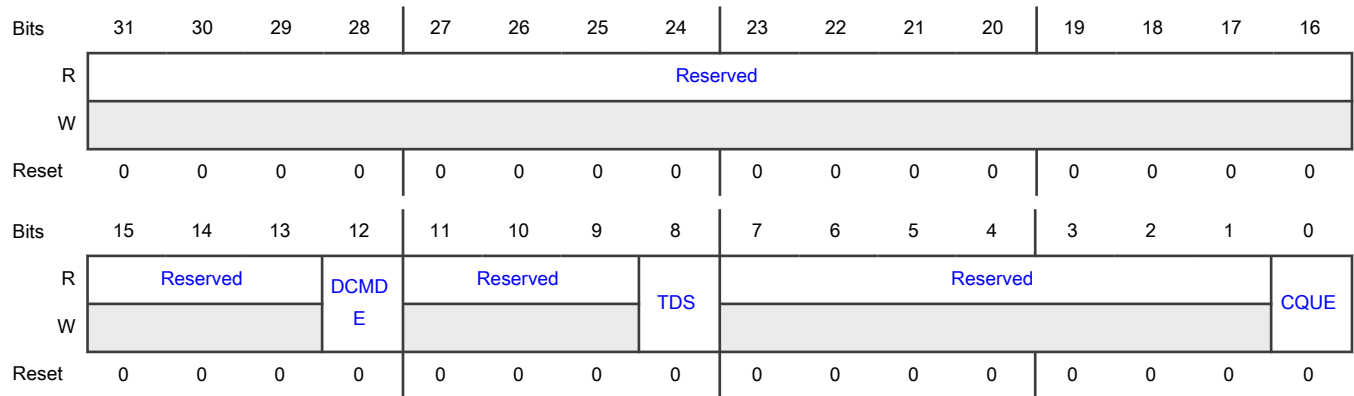 Bits 31 30 29 28 27 26 25 24 23 22 21 20 19 18 17 16
R Reserved
W
Reset 0 0 0 0 0 0 0 0 0 0 0 0 0 0 0 0
Bits 15 14 13 12 11 10 9 8 7 6 5 4 3 2 1 0
R Reserved DCMD Reserved TDS Reserved CQUE
W E
Reset 0 0 0 0 0 0 0 0 0 0 0 0 0 0 0 0